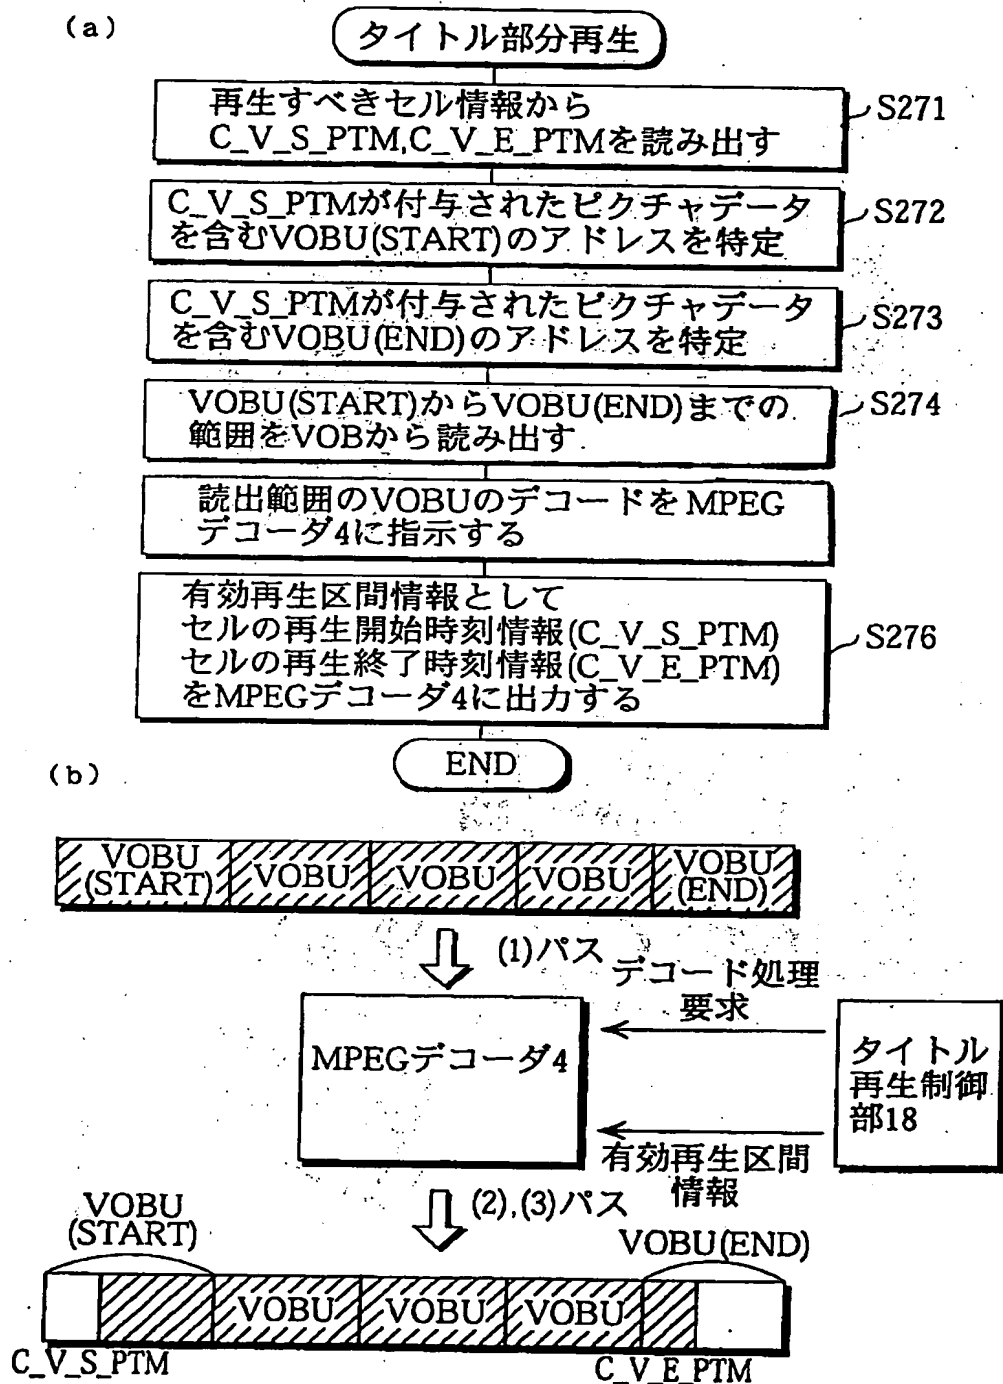 (a)
タイトル部分再生
再生すべきセル情報から
C_V_S_PTM,C_V_E_PTMを読み出す
S271
C_V_S_PTMが付与されたピクチャデータ
を含むVOBU(START)のアドレスを特定
S272
C_V_S_PTMが付与されたピクチャデータ
を含むVOBU(END)のアドレスを特定
S273
VOBU(START)からVOBU(END)までの
範囲をVOBから読み出す
S274
読出範囲のVOBUのデコードをMPEG
デコーダ4に指示する
有効再生区間情報として
セルの再生開始時刻情報(C_V_S_PTM)
セルの再生終了時刻情報(C_V_E_PTM)
をMPEGデコーダ4に出力する
S276
END
(b)
VOBU
(START)
VOBU
VOBU
VOBU
VOBU
(END)
(1)パス
デコード処理
要求
MPEGデコーダ4
タイトル
再生制御
部18
有効再生区間
情報
(2),(3)パス
VOBU
(START)
VOBU(END)
VOBU
VOBU
VOBU
C_V_S_PTM
C_V_E_PTM